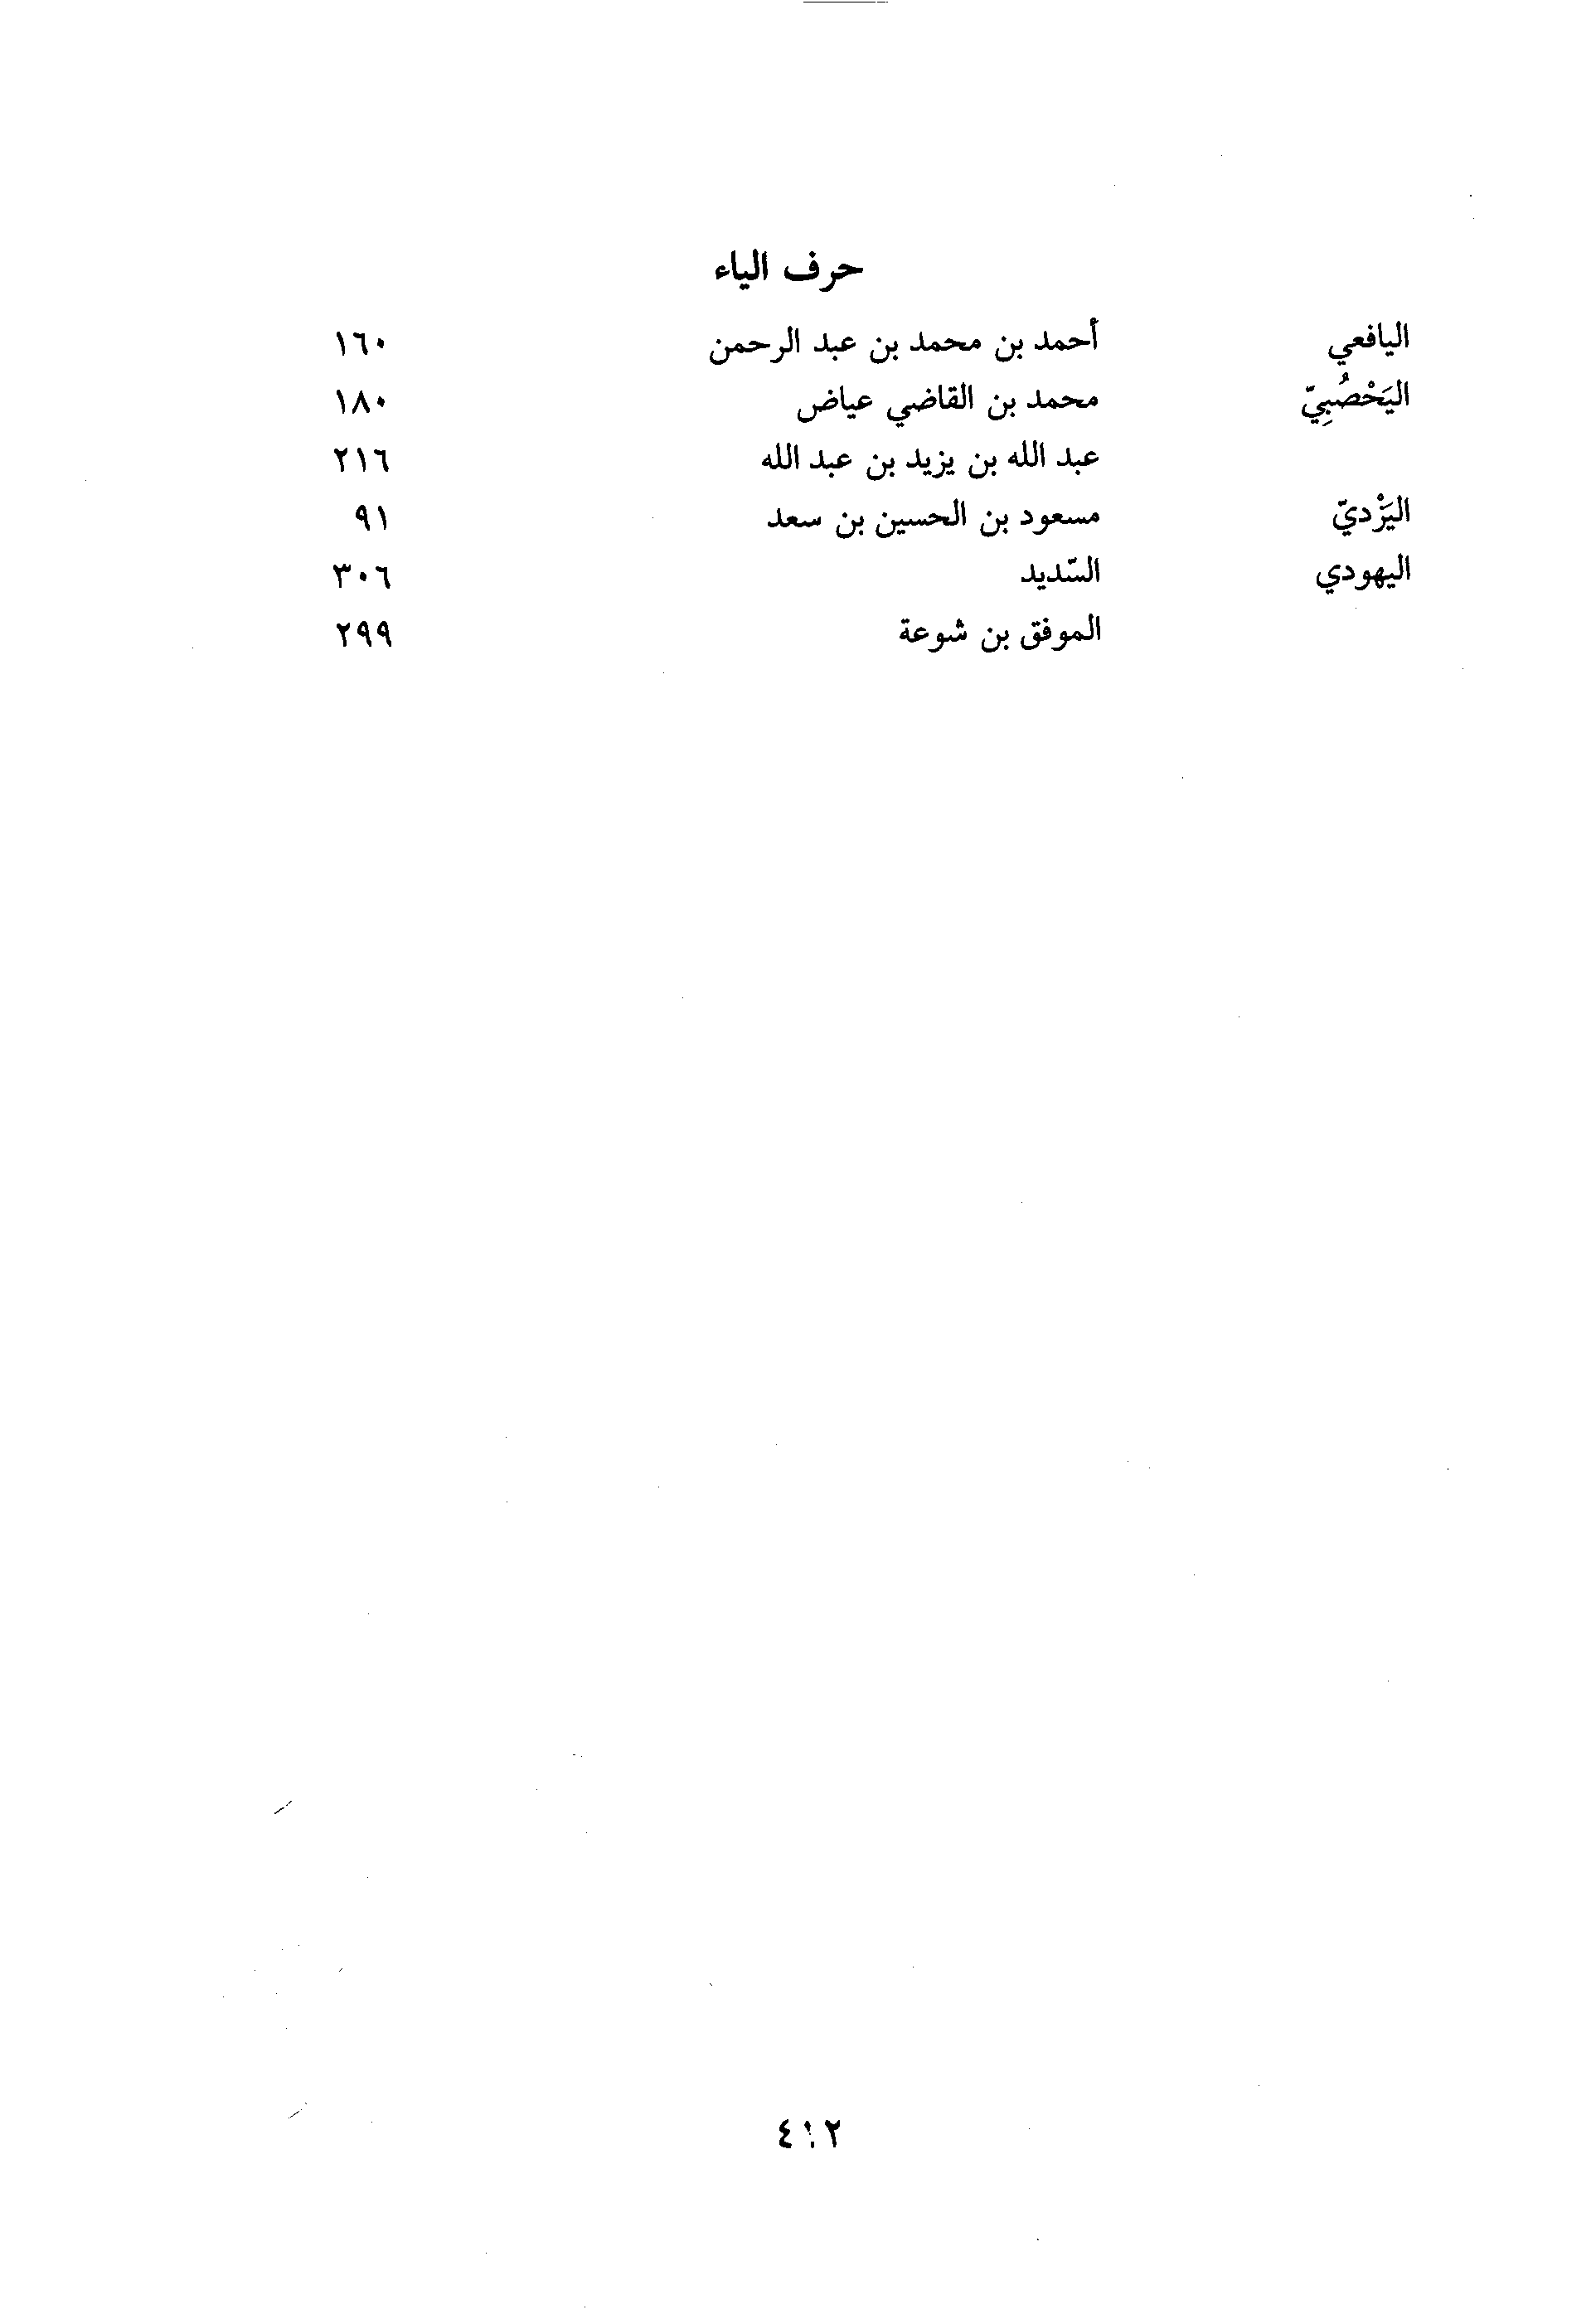 حرف الياء
اليافعي أحمد بن محمد بن عبد الرحمن ١٦٠
اليَحْصُبِيّ محمد بن القاضي عياض ١٨٠
عبد الله بن يزيد بن عبد الله ٢١٦
اليَزْديّ مسعود بن الحسين بن سعد ٩١
اليهودي السّديد ٣٠٦
الموفق بن شوعة ٢٩٩
٤١٢